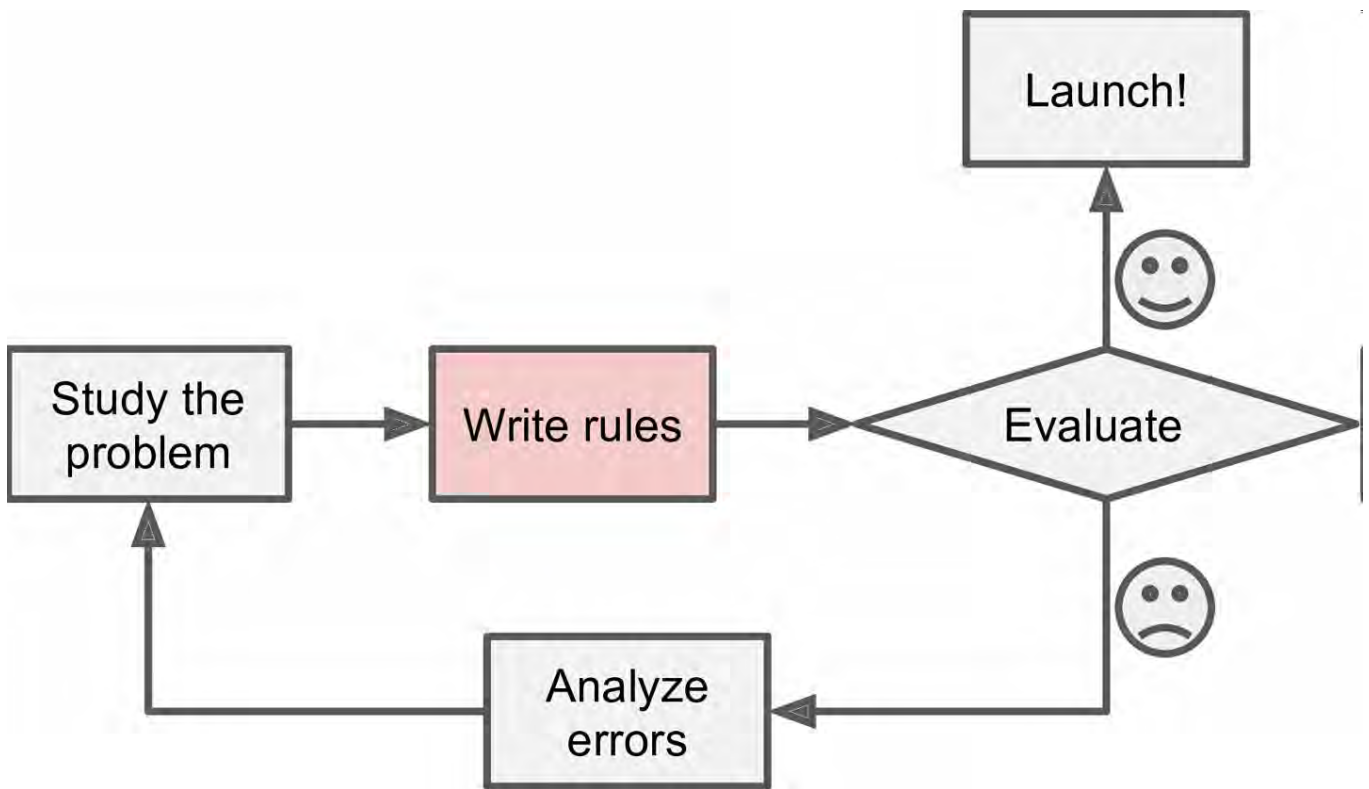 Launch!
Study the
problem
Write rules
Evaluate
Analyze
errors